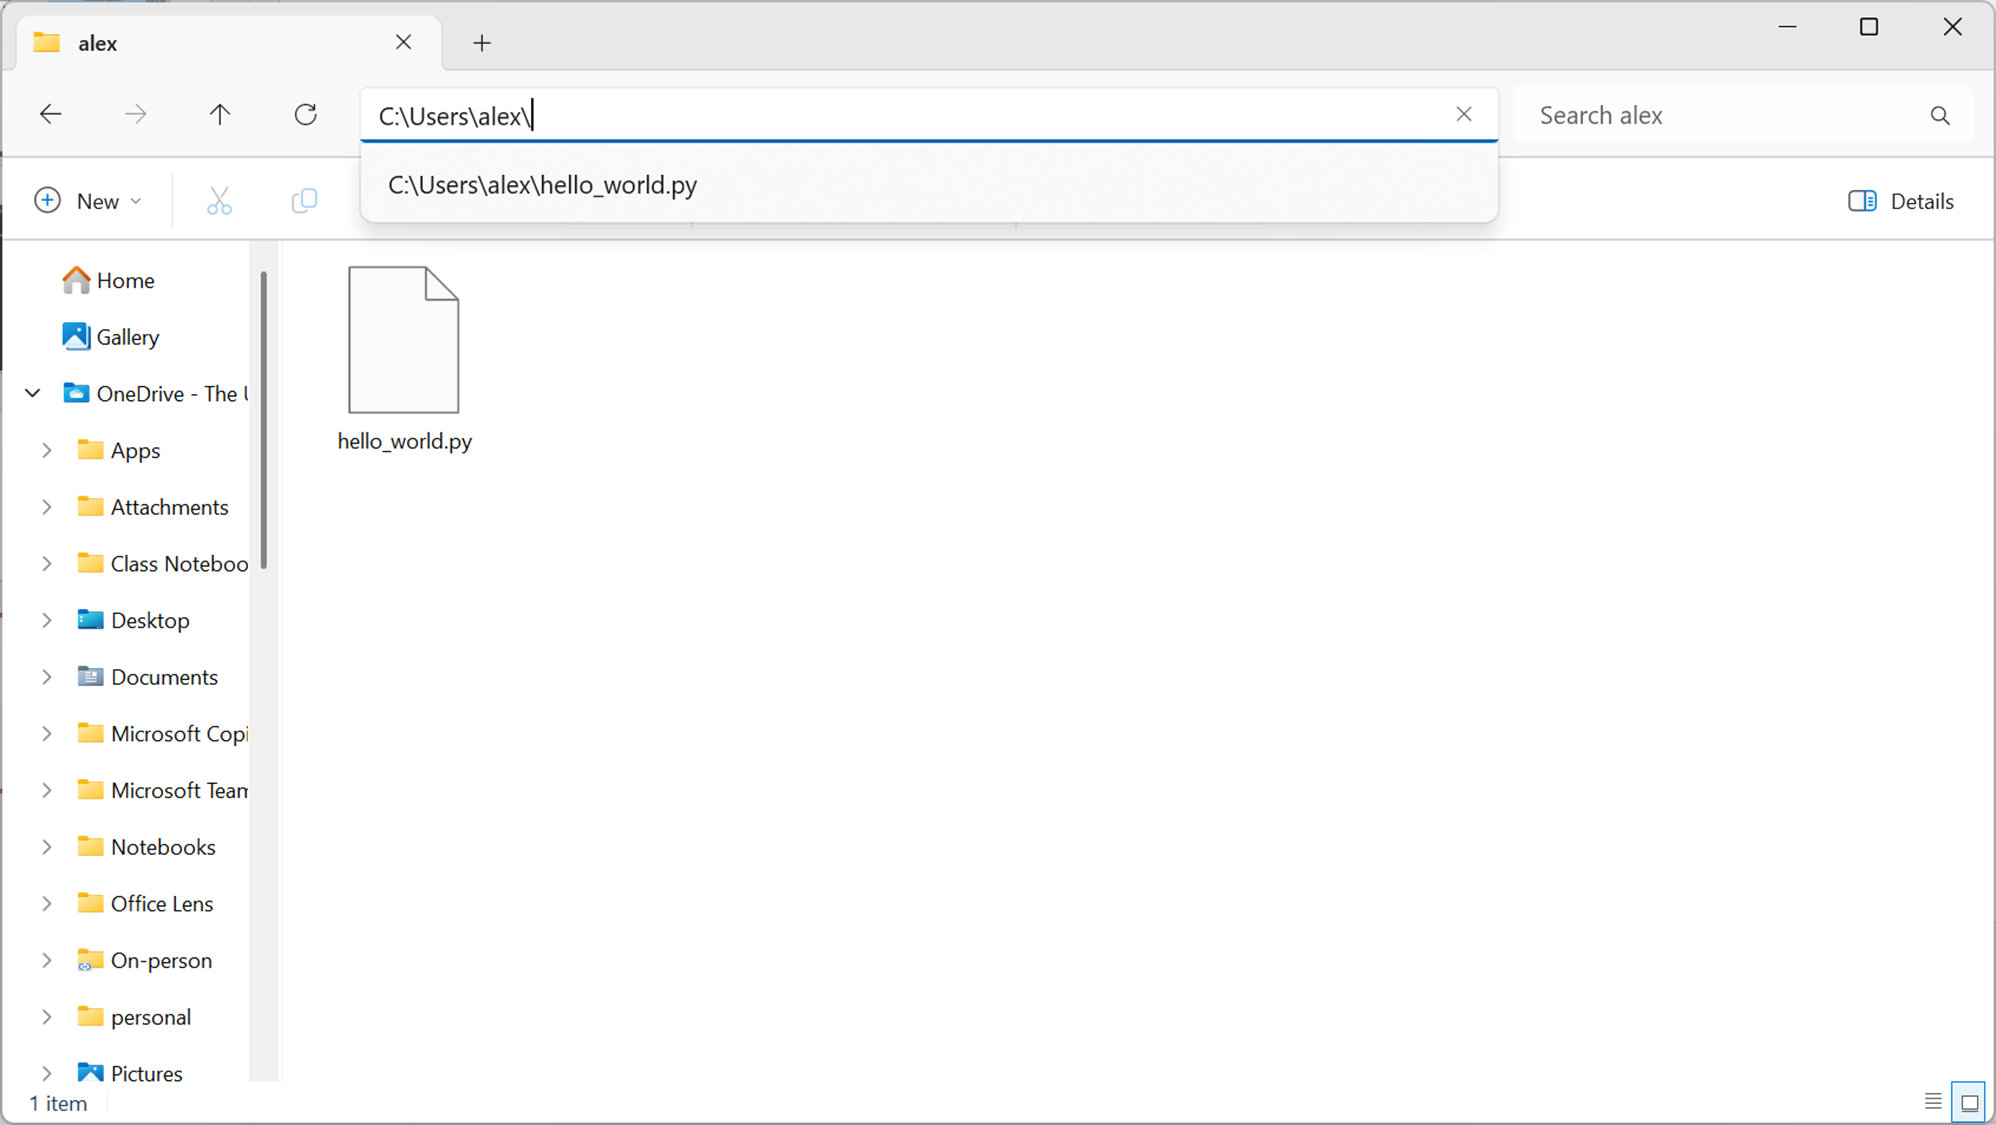 alex
C:\Users\alex\
Search alex
C:\Users\alex\hello_world.py
New
Details
Home
Gallery
OneDrive - The U
Apps
Attachments
Class Noteboo
Desktop
Documents
Microsoft Copi
Microsoft Team
Notebooks
Office Lens
On-person
personal
Pictures
hello_world.py
1 item